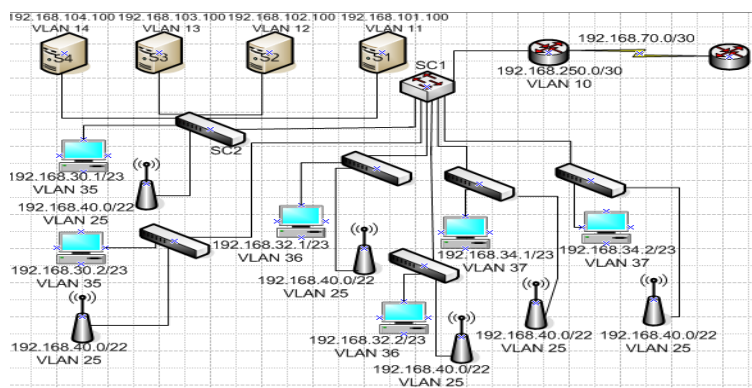 192.168.104.100
VLAN 14
192.168.103.100
VLAN 13
192.168.102.100
VLAN 12
192.168.101.100
VLAN 11
S4
S3
S2
S1
SC1
192.168.70.0/30
192.168.250.0/30
VLAN 10
SC2
192.168.30.1/23
VLAN 35
192.168.40.0/22
VLAN 25
192.168.30.2/23
VLAN 35
192.168.40.0/22
VLAN 25
192.168.32.1/23
VLAN 36
192.168.40.0/22
VLAN 25
192.168.34.1/23
VLAN 37
192.168.34.2/23
VLAN 37
192.168.32.2/23
VLAN 36
192.168.40.0/22
VLAN 25
192.168.40.0/22
VLAN 25
192.168.40.0/22
VLAN 25